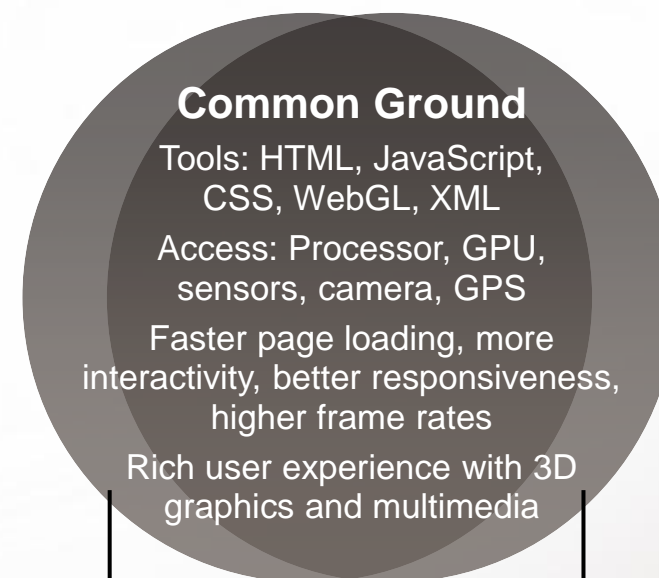 Common Ground
Tools: HTML, JavaScript,
CSS, WebGL, XML
Access: Processor, GPU,
sensors, camera, GPS
Faster page loading, more
interactivity, better responsiveness,
higher frame rates
Rich user experience with 3D
graphics and multimedia